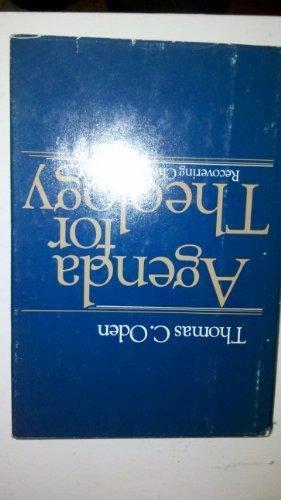 Thomas C. Oden
Agenda
for
Theology
Recovering